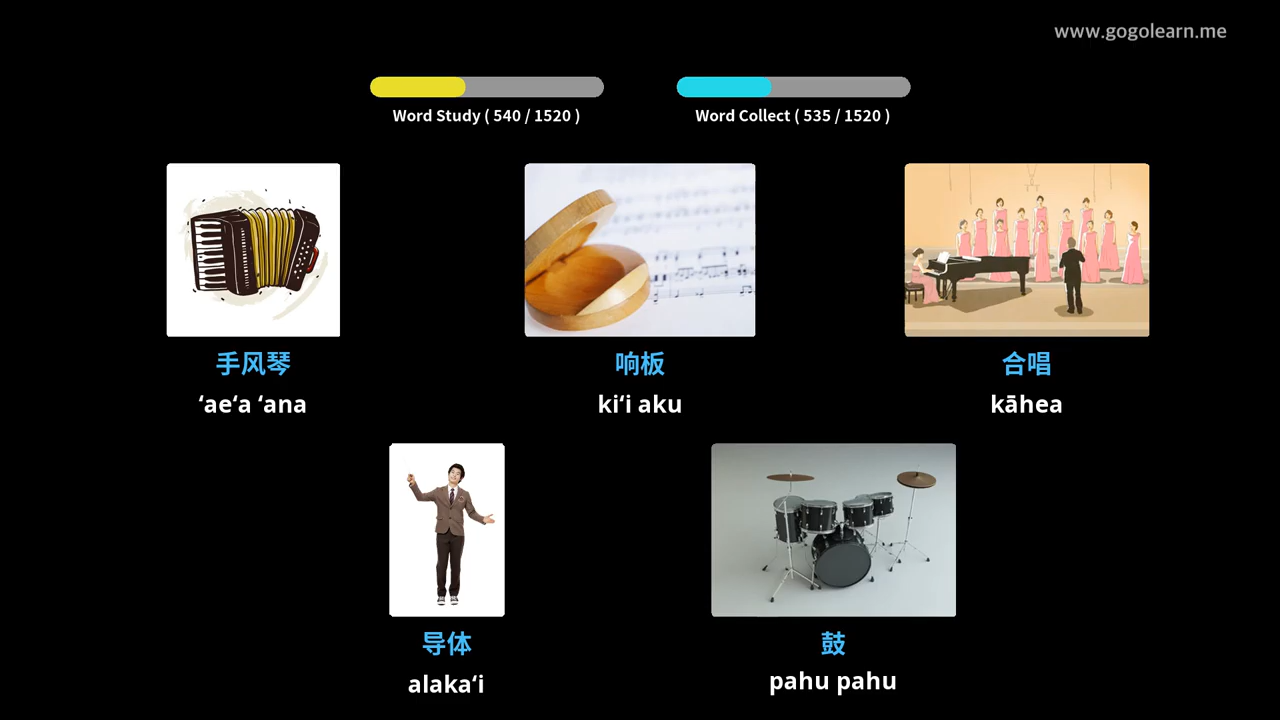 www.gogolearn.me
Word Study ( 540 / 1520 )
Word Collect ( 535 / 1520 )
手风琴
ʻaeʻa ʻana
响板
kiʻi aku
合唱
kāhea
导体
alakaʻi
鼓
pahu pahu